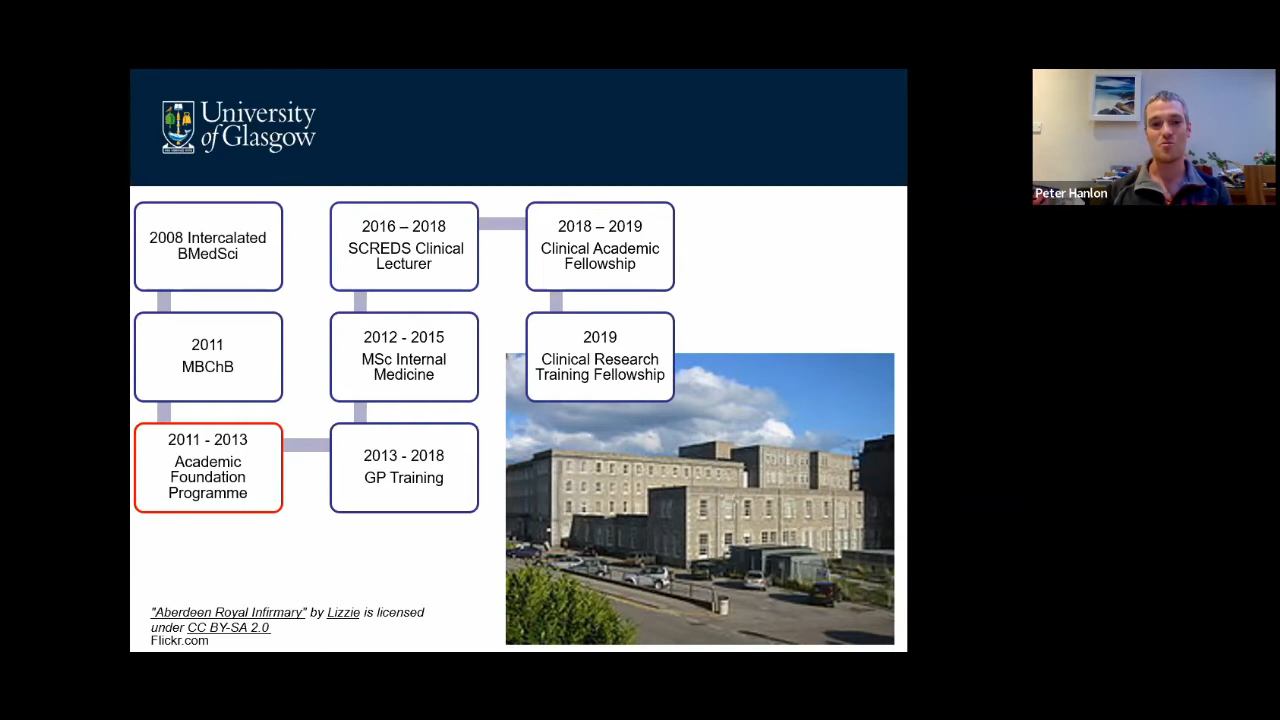 University
of Glasgow
2008 Intercalated
BMedSci
2011
MBChB
2011 - 2013
Academic
Foundation
Programme
2016 – 2018
SCREDS Clinical
Lecturer
2012 - 2015
MSc Internal
Medicine
2013 - 2018
GP Training
2018 – 2019
Clinical Academic
Fellowship
2019
Clinical Research
Training Fellowship
"Aberdeen Royal Infirmary" by Lizzie is licensed
under CC BY-SA 2.0
Flickr.com
Peter Hanlon